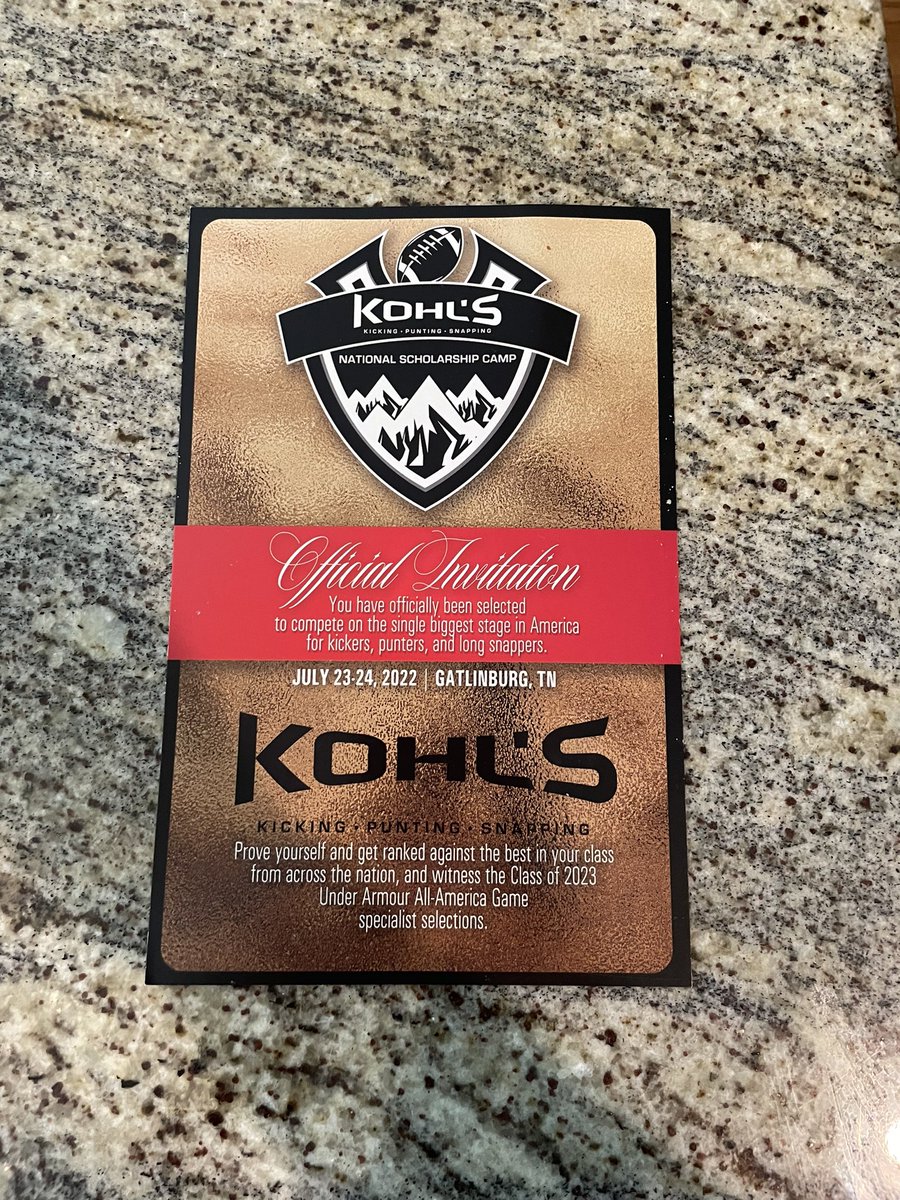 KOHL'S
KICKING • PUNTING • SNAPPING
NATIONAL SCHOLARSHIP CAMP
Official Invitation
You have officially been selected
to compete on the single biggest stage in America
for kickers, punters, and long snappers.
JULY 23-24, 2022 | GATLINBURG, TN
KOHL'S
KICKING • PUNTING • SNAPPING
Prove yourself and get ranked against the best in your class
from across the nation, and witness the Class of 2023
Under Armour All-America Game
specialist selections.